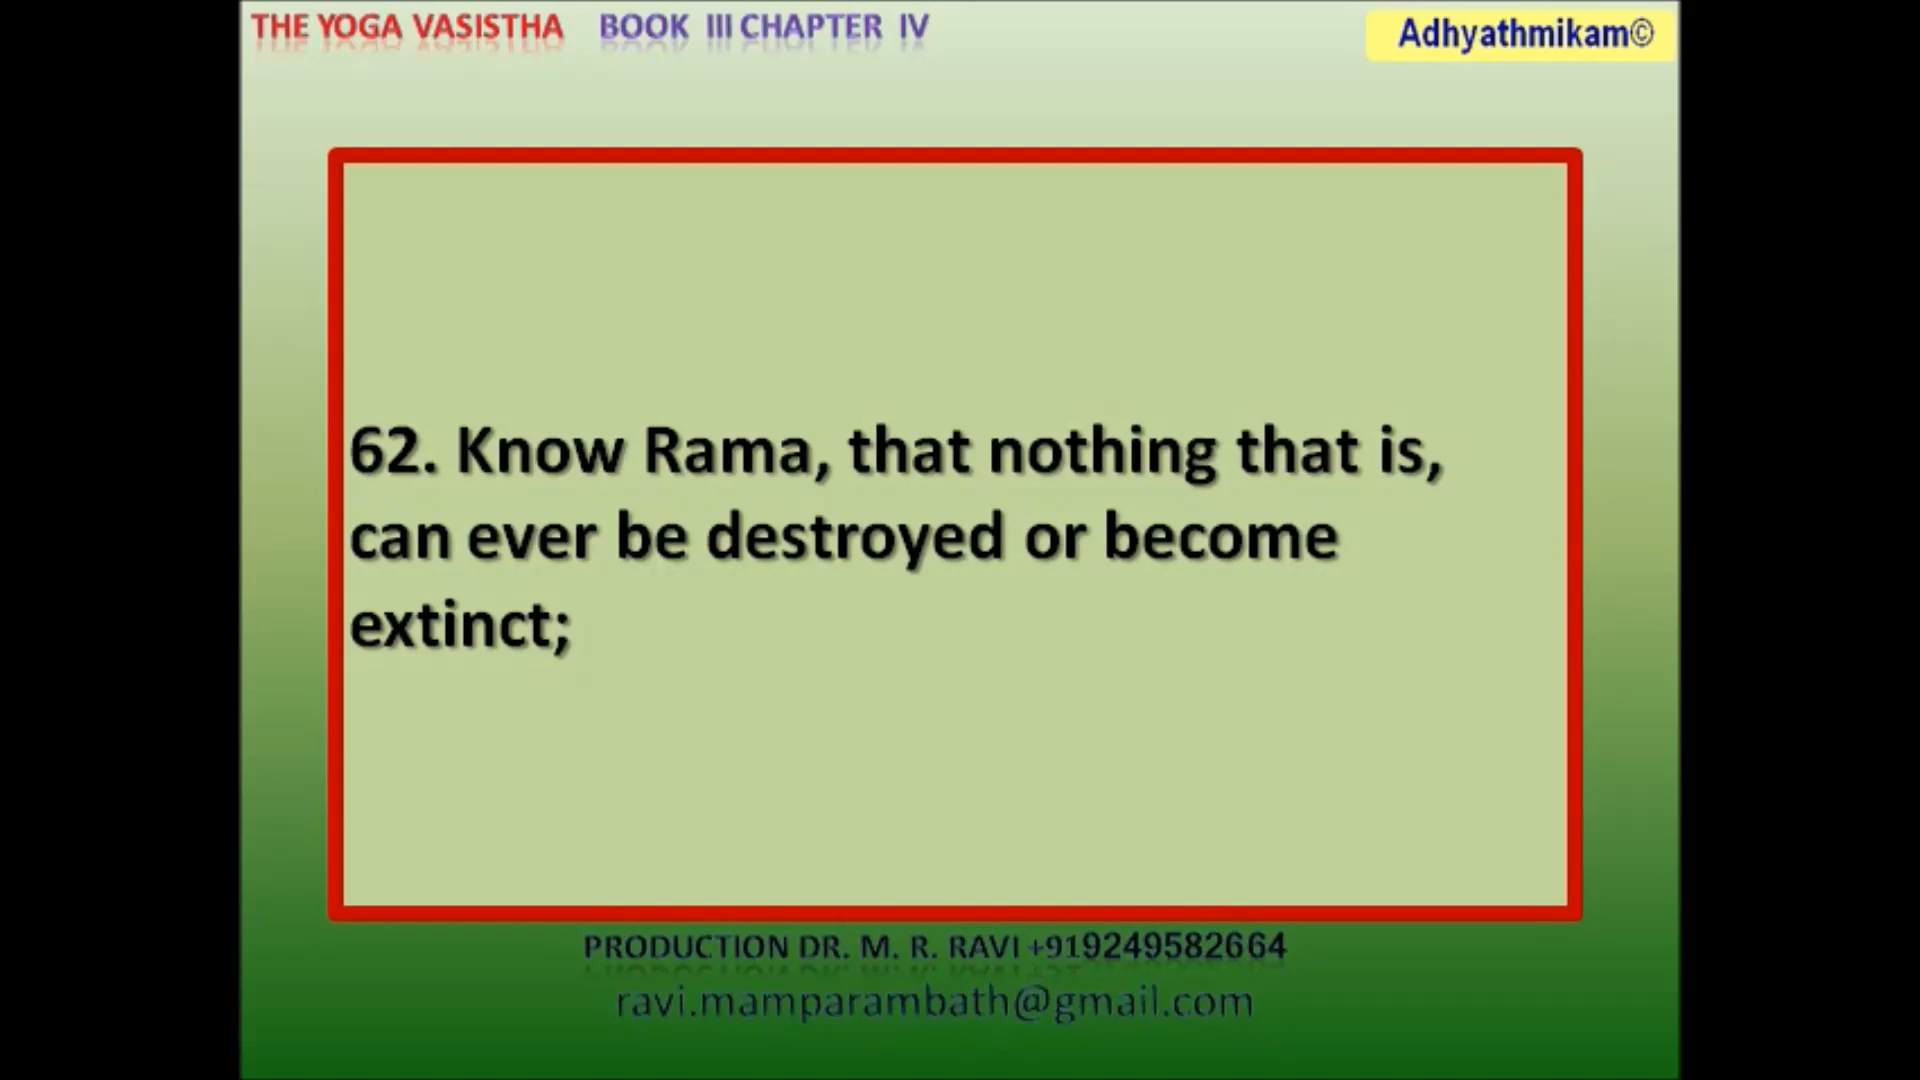 THE YOGA VASISTHA BOOK III CHAPTER IV
Adhyathmikam©
62. Know Rama, that nothing that is,
can ever be destroyed or become
extinct;
PRODUCTION DR. M. R. RAVI +919249582664
ravi.mamparambath@gmail.com